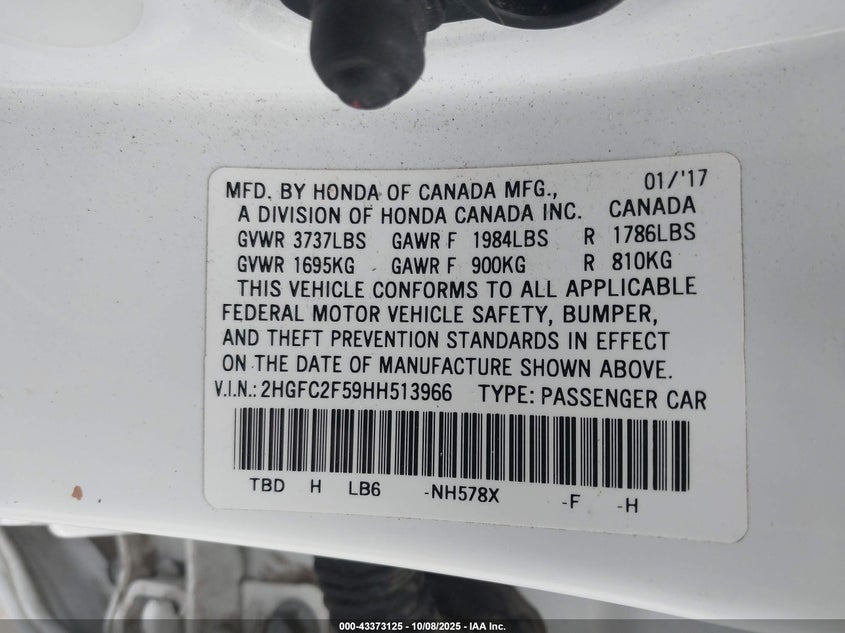 MFD. BY HONDA OF CANADA MFG., 01/'17
A DIVISION OF HONDA CANADA INC. CANADA
GVWR 3737LBS GAWR F 1984LBS R 1786LBS
GVWR 1695KG GAWR F 900KG R 810KG
THIS VEHICLE CONFORMS TO ALL APPLICABLE
FEDERAL MOTOR VEHICLE SAFETY, BUMPER,
AND THEFT PREVENTION STANDARDS IN EFFECT
ON THE DATE OF MANUFACTURE SHOWN ABOVE.
V.I.N.: 2HGFC2F59HH513966 TYPE: PASSENGER CAR
TBD H LB6 -NH578X -F -H
000-43373125 - 10/08/2025 - IAA Inc.